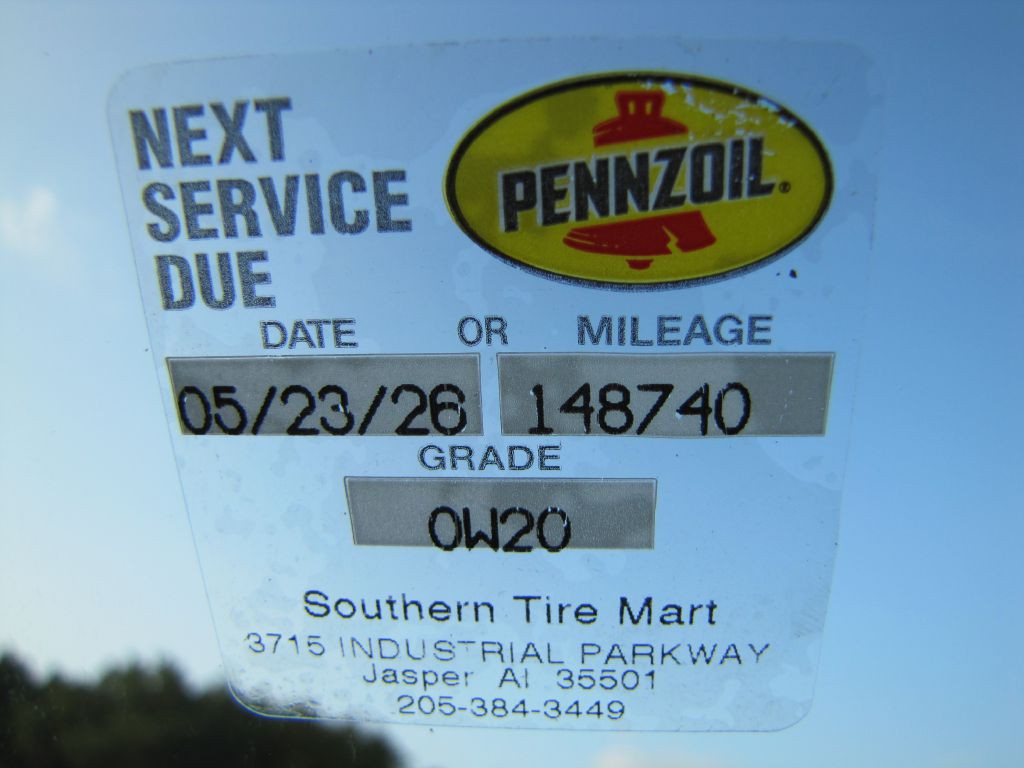 NEXT
SERVICE
DUE
PENNZOIL®
DATE OR MILEAGE
05/23/26 148740
GRADE
0W20
Southern Tire Mart
3715 INDUSTRIAL PARKWAY
Jasper Al 35501
205-384-3449